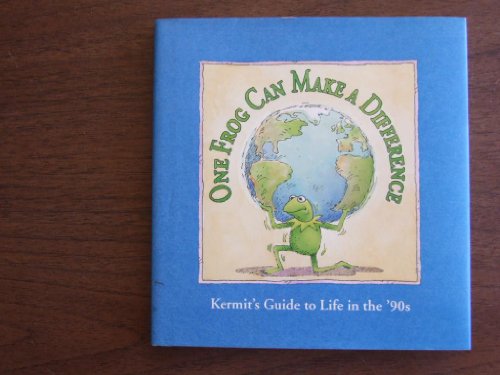 ONE FROG CAN MAKE A DIFFERENCE
Kermit's Guide to Life in the '90s